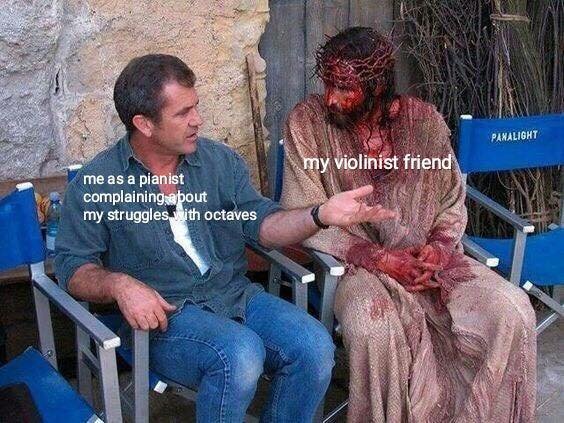 PANALIGHT
my violinist friend
me as a pianist
complaining about
my struggles with octaves